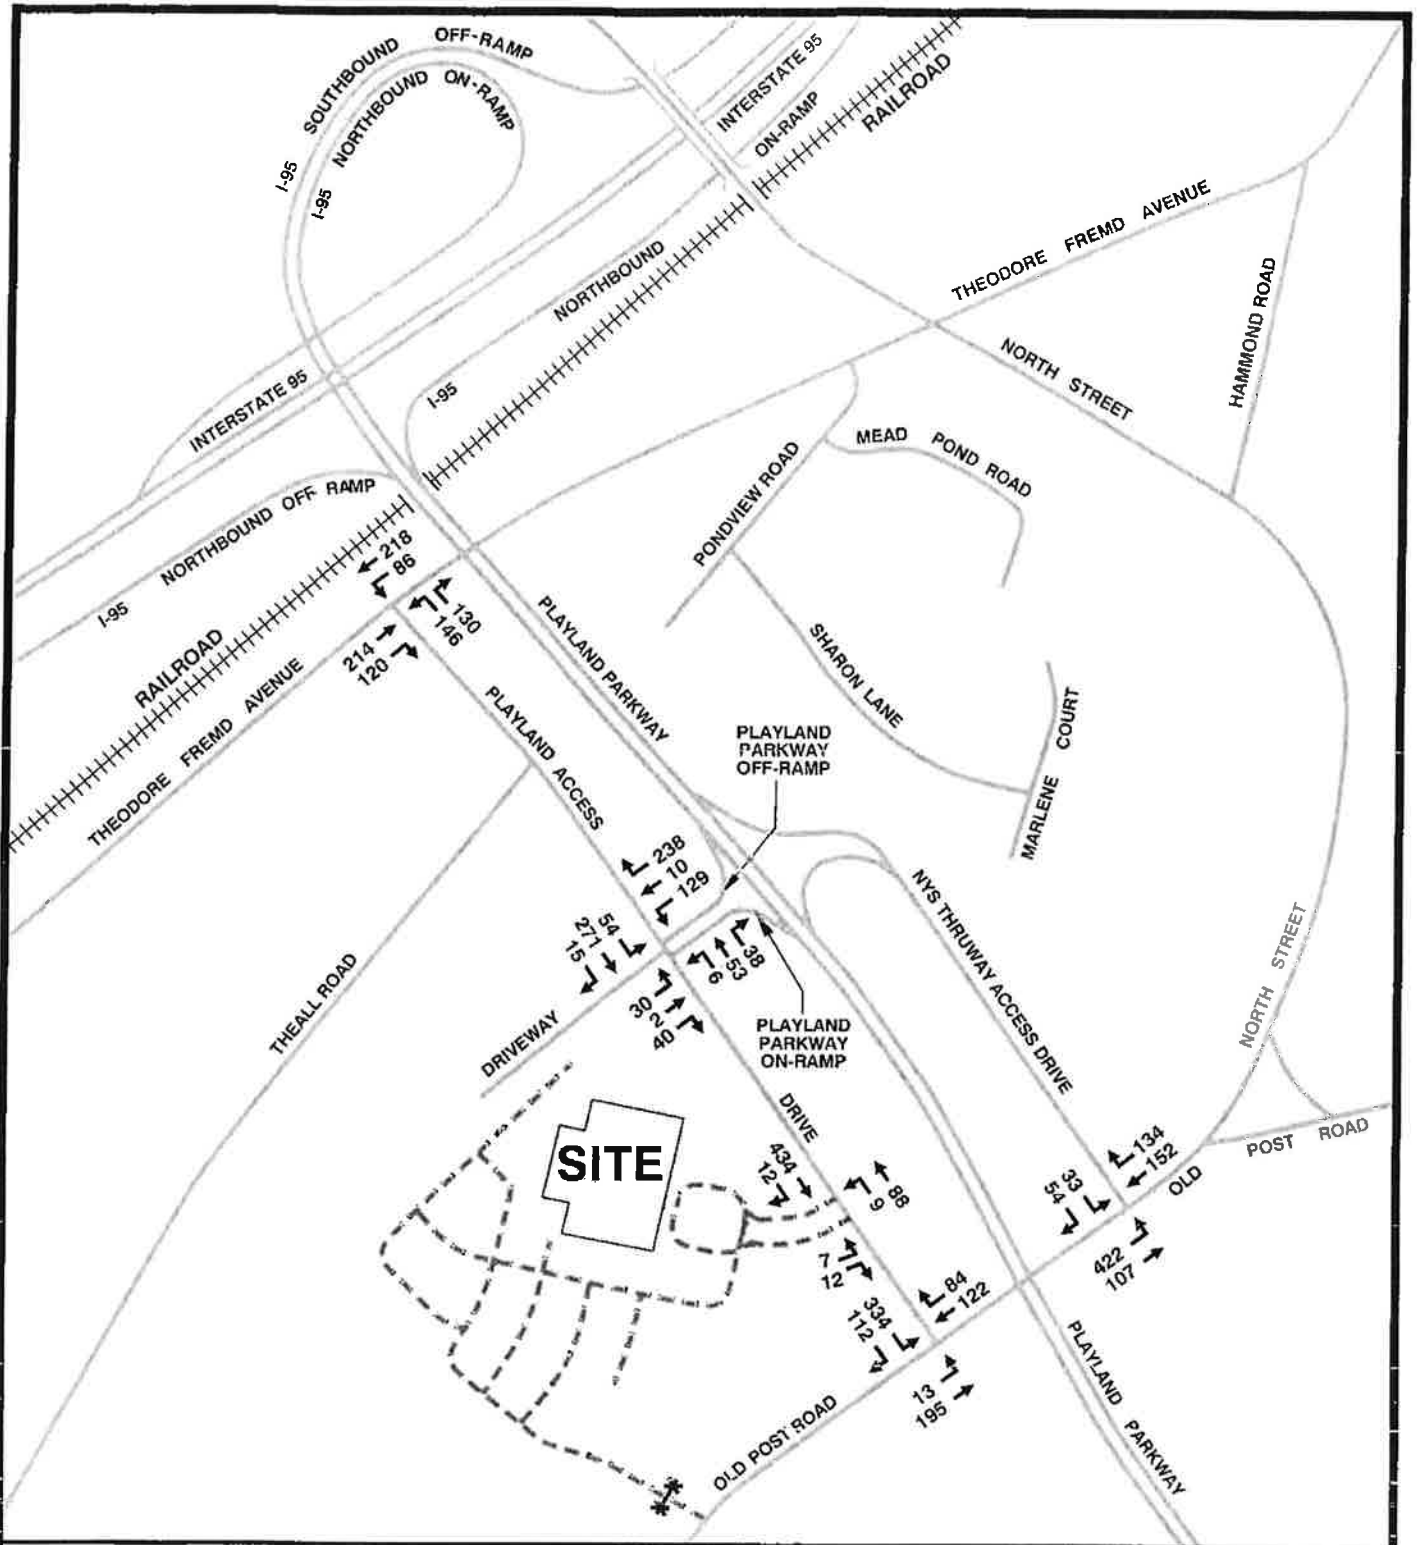 I-95 SOUTHBOUND OFF-RAMP
I-95 NORTHBOUND ON-RAMP
INTERSTATE 95
ON-RAMP
RAILROAD
THEODORE FREMD AVENUE
HAMMOND ROAD
NORTH STREET
I-95 NORTHBOUND
INTERSTATE 95
I-95 NORTHBOUND OFF RAMP
MEAD POND ROAD
PONDVIEW ROAD
RAILROAD
218
86
130
146
214
120
THEODORE FREMD AVENUE
PLAYLAND PARKWAY
SHARON LANE
MARLENE COURT
PLAYLAND ACCESS
PLAYLAND
PARKWAY
OFF-RAMP
238
10
129
54
271
15
38
53
6
30
2
40
NYS THRUWAY ACCESS DRIVE
NORTH STREET
THEALL ROAD
DRIVEWAY
PLAYLAND
PARKWAY
ON-RAMP
DRIVE
SITE
434
12
88
9
7
12
134
152
33
54
422
107
OLD
POST ROAD
84
122
334
112
13
195
OLD POST ROAD
PLAYLAND PARKWAY